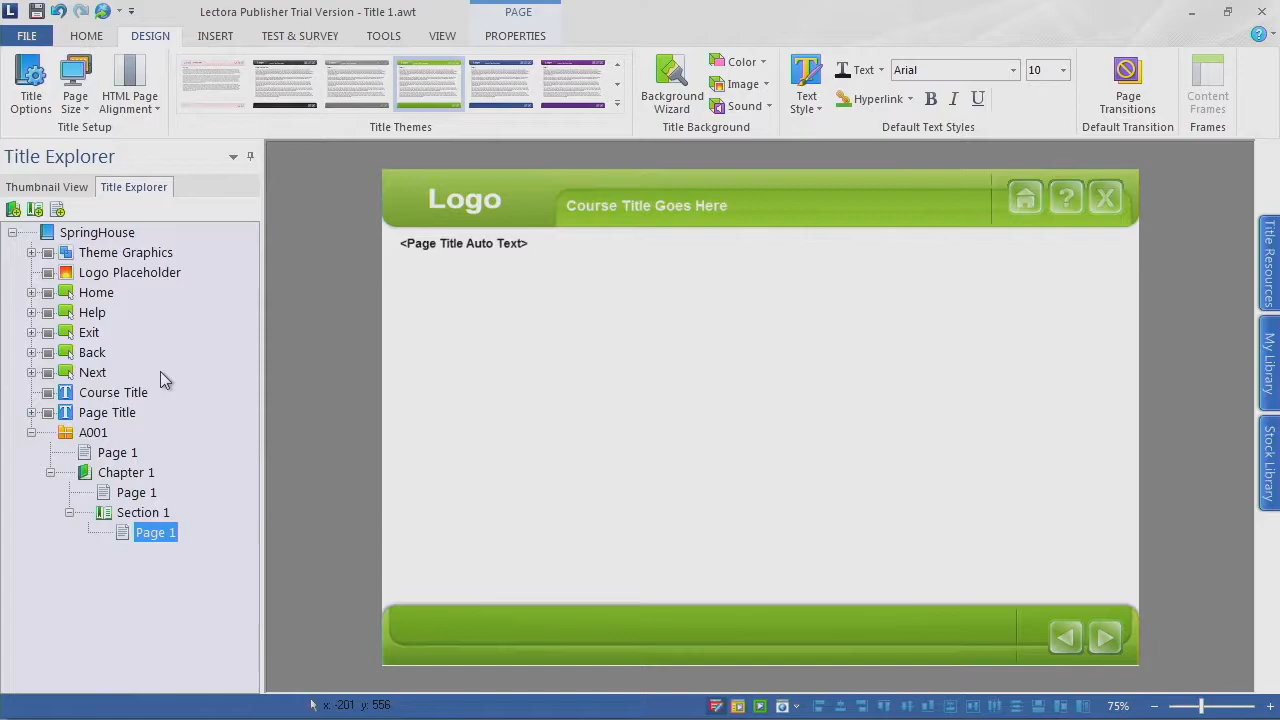 Lectora Publisher Trial Version - Title 1.awt
PAGE
FILE HOME DESIGN INSERT TEST & SURVEY TOOLS VIEW PROPERTIES
Title Options
Page Size
HTML Page Alignment
Title Setup
Title Themes
Background Wizard
Color
Image
Sound
Title Background
Text Style
Text
Arial
10
Hyperlink
B I U
Default Text Styles
Page Transitions
Default Transition
Content Frames
Frames
Title Explorer
Thumbnail View Title Explorer
SpringHouse
Theme Graphics
Logo Placeholder
Home
Help
Exit
Back
Next
Course Title
Page Title
A001
Page 1
Chapter 1
Page 1
Section 1
Page 1
Logo
Course Title Goes Here
<Page Title Auto Text>
Title Resources
My Library
Stock Library
x: -201 y: 556
75%